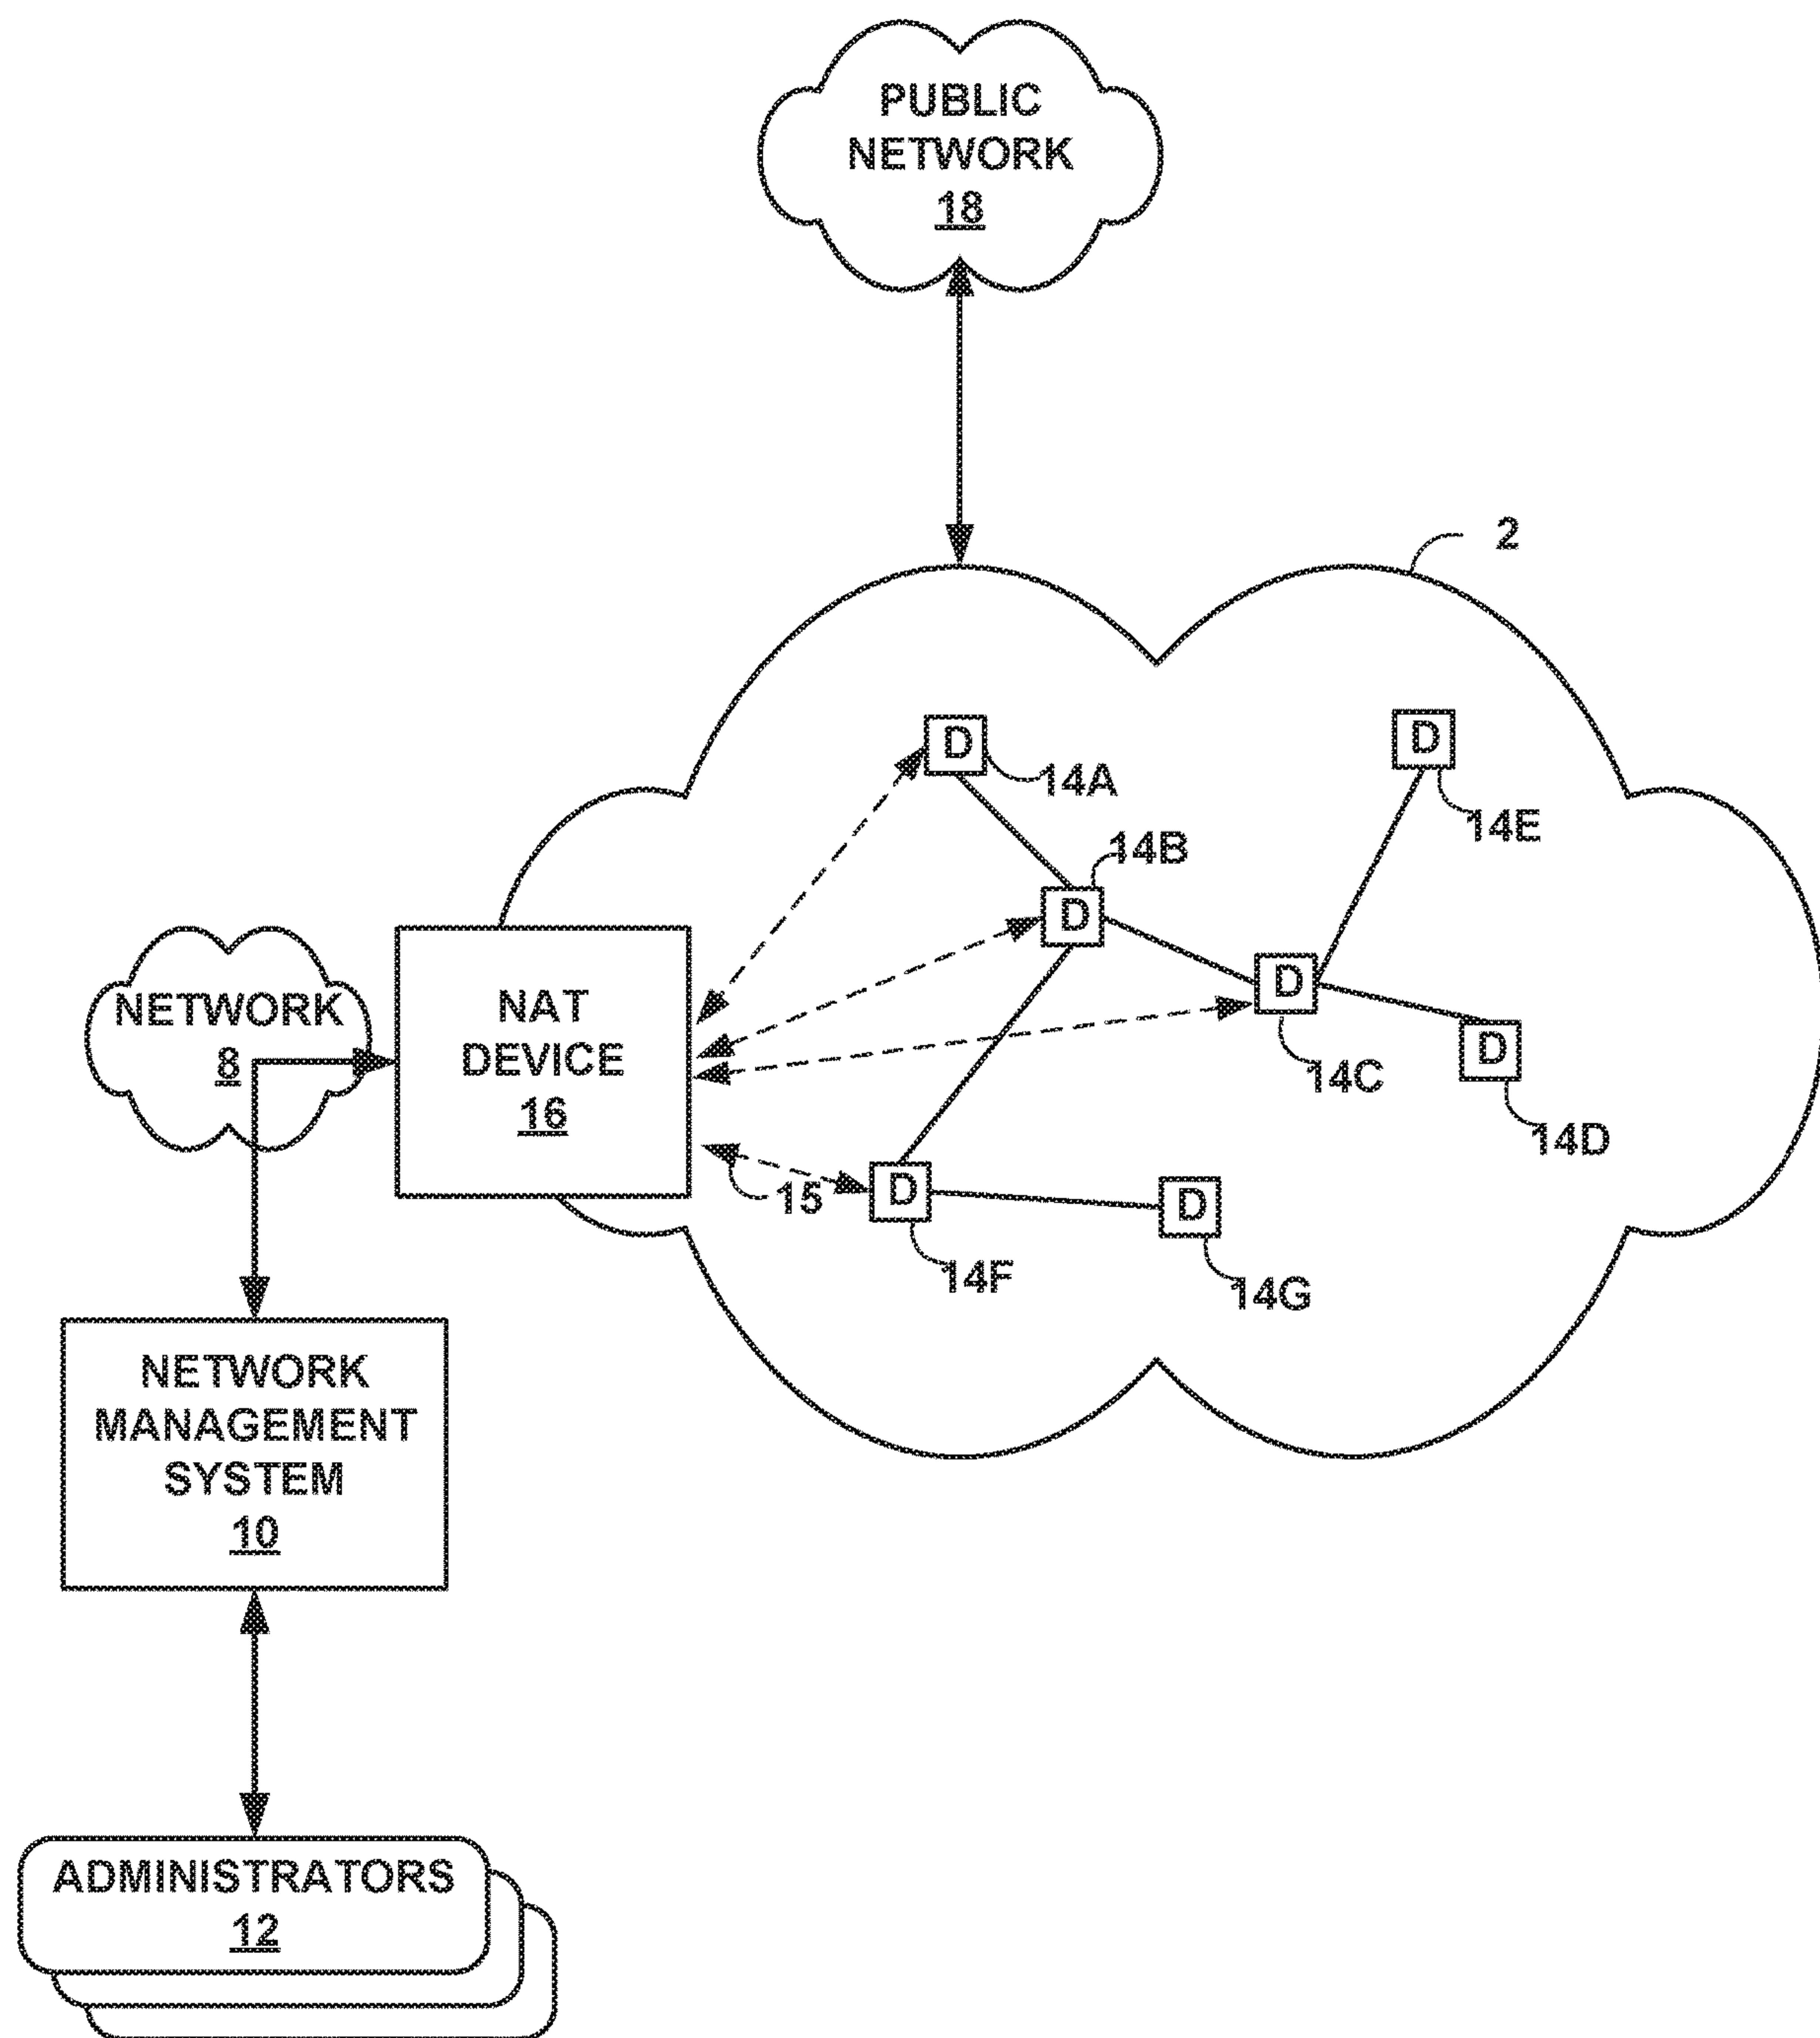 PUBLIC
NETWORK
18
2
D
14A
D
14E
14B
D
D
14C
D
14D
NETWORK
8
NAT
DEVICE
16
15
D
14F
D
14G
NETWORK
MANAGEMENT
SYSTEM
10
ADMINISTRATORS
12